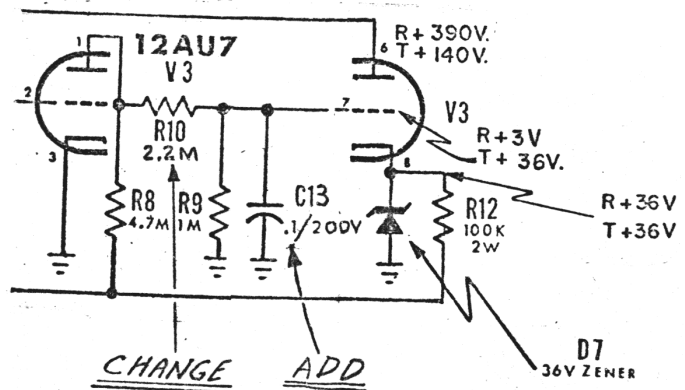 12AU7
V3
1
2
3
R10
2.2M
R8
4.7M
R9
1M
C13
.1/200V
R+390V.
T+140V.
6
7
8
V3
R+3V
T+36V.
R+36V
T+36V
R12
100K
2W
D7
36V ZENER
CHANGE
ADD